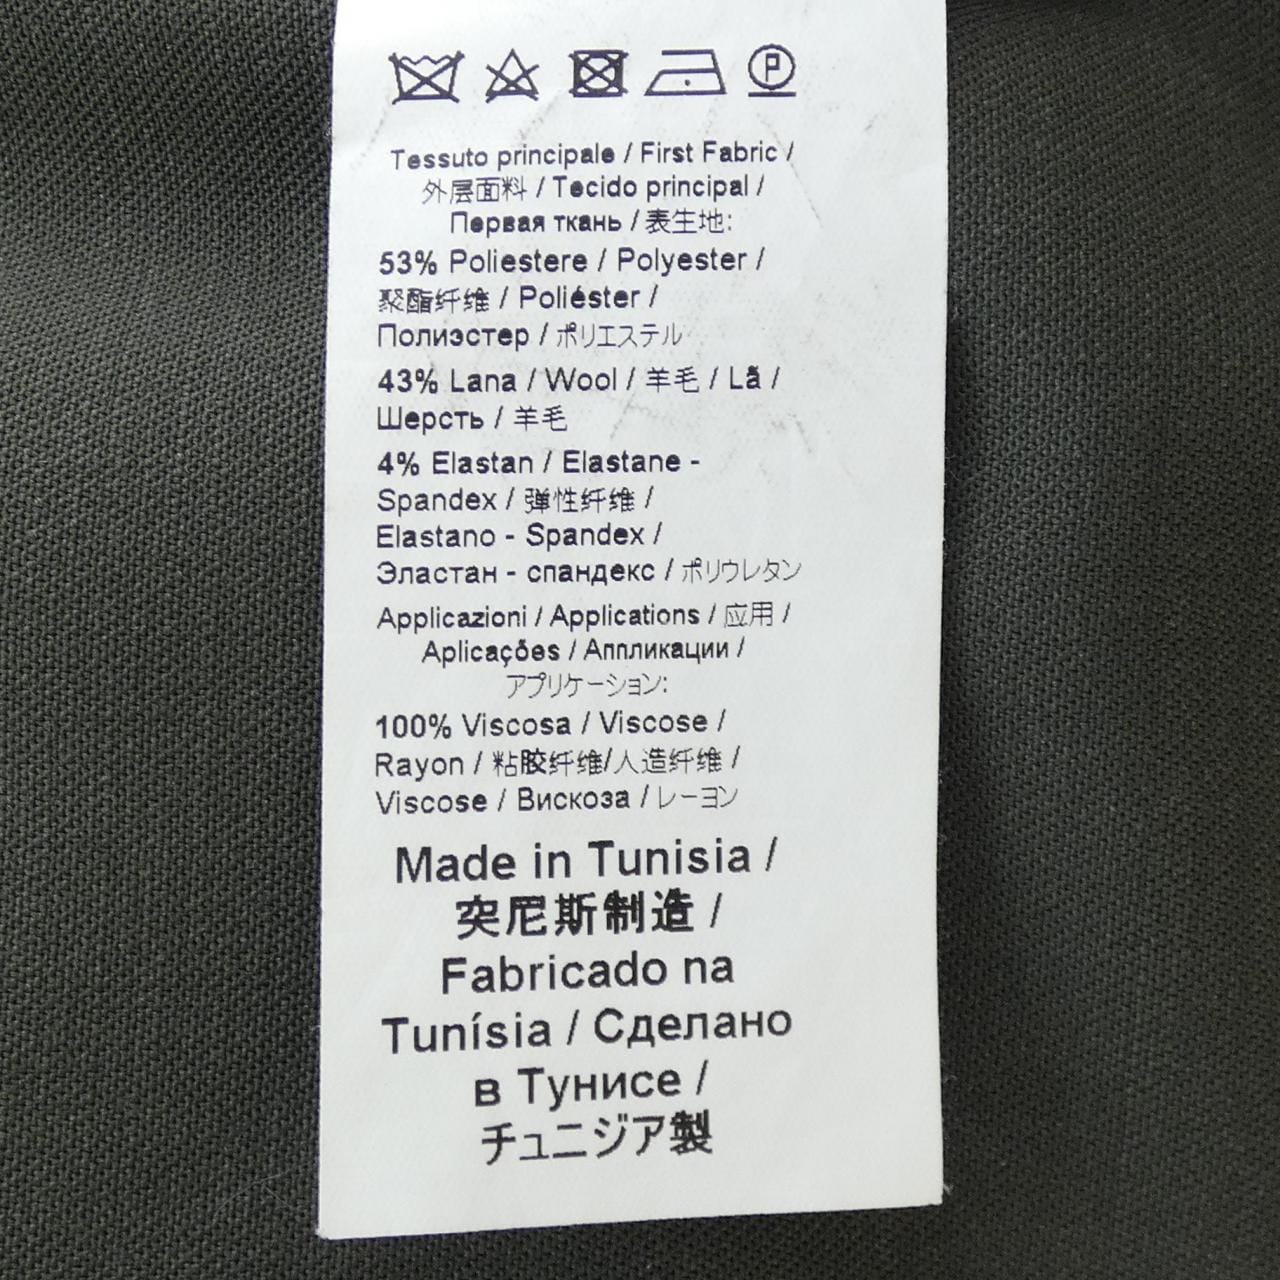 P
Tessuto principale / First Fabric /
外层面料 / Tecido principal /
Первая ткань / 表生地:
53% Poliestere / Polyester /
聚酯纤维 / Poliéster /
Полиэстер / ポリエステル
43% Lana / Wool / 羊毛 / Lã /
Шерсть / 羊毛
4% Elastan / Elastane -
Spandex / 弹性纤维 /
Elastano - Spandex /
Эластан - спандекс / ポリウレタン
Applicazioni / Applications / 应用 /
Aplicações / Аппликации /
アプリケーション:
100% Viscosa / Viscose /
Rayon / 粘胶纤维/人造纤维 /
Viscose / Вискоза / レーヨン
Made in Tunisia /
突尼斯制造 /
Fabricado na
Tunísia / Сделано
в Тунисе /
チュニジア製